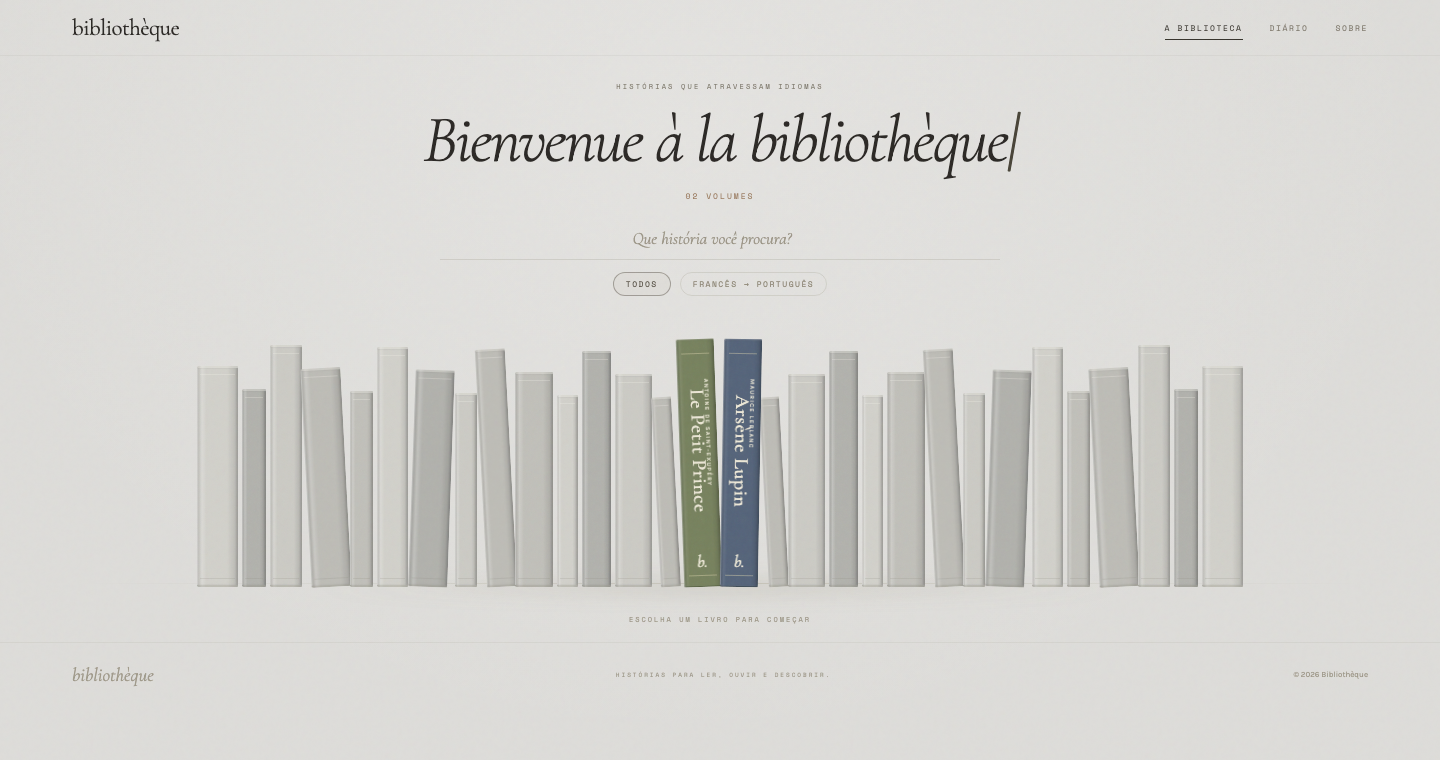 bibliothèque
A BIBLIOTECA
DIÁRIO
SOBRE
HISTÓRIAS QUE ATRAVESSAM IDIOMAS
Bienvenue à la bibliothèque
02 VOLUMES
Que história você procura?
TODOS
FRANCÊS → PORTUGUÊS
ANTOINE DE SAINT-EXUPÉRY
Le Petit Prince
b.
MAURICE LEBLANC
Arsène Lupin
b.
ESCOLHA UM LIVRO PARA COMEÇAR
bibliothèque
HISTÓRIAS PARA LER, OUVIR E DESCOBRIR.
© 2026 Bibliothèque